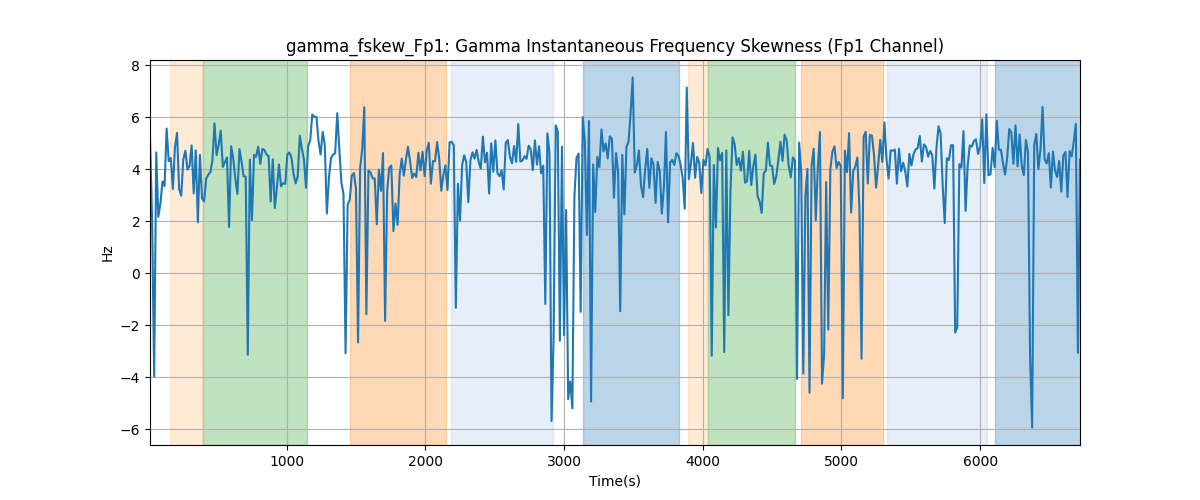 gamma_fskew_Fp1: Gamma Instantaneous Frequency Skewness (Fp1 Channel)
8
6
4
2
0
−2
−4
−6
Hz
1000 2000 3000 4000 5000 6000
Time(s)